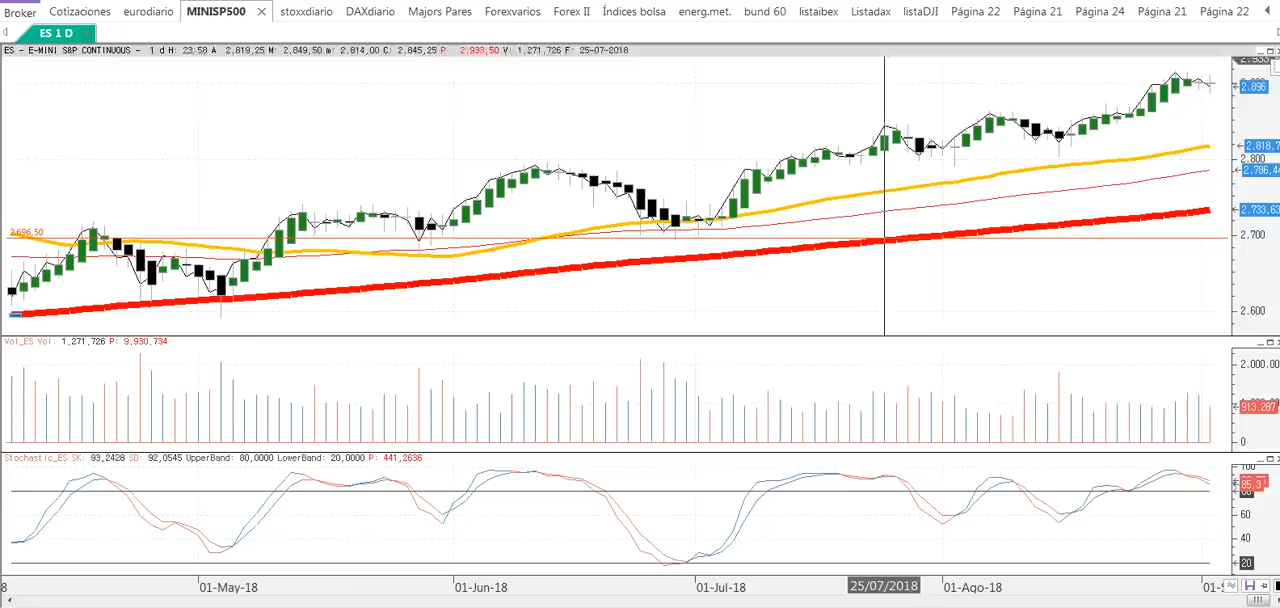 Broker Cotizaciones eurodiario MINISP500 stoxxdiario DAXdiario Majors Pares Forexvarios Forex II Índices bolsa energ.met. bund 60 listaibex Listadax listaDJI Página 22 Página 21 Página 24 Página 21 Página 22
ES 1 D
ES - E-MINI S&P CONTINUOUS - 1 d H: 23:58 A 2,819,25 M: 2,849,50 m: 2,814,00 C: 2,845,25 P: 2,933,50 V: 1,271,726 F: 25-07-2018
2.896
2.818,7
2.800
2.786,44
2.733,63
2.696,50
2.700
2.600
Vol_ES Vol: 1,271,726 P: 9,930,734
2.000.00
913.287
0
Stochastic_ES SK: 93,2428 SD: 92,0545 UpperBand: 80,0000 LowerBand: 20,0000 P: 441,2636
100
85,3
60
40
20
8 01-May-18 01-Jun-18 01-Jul-18 25/07/2018 01-Ago-18